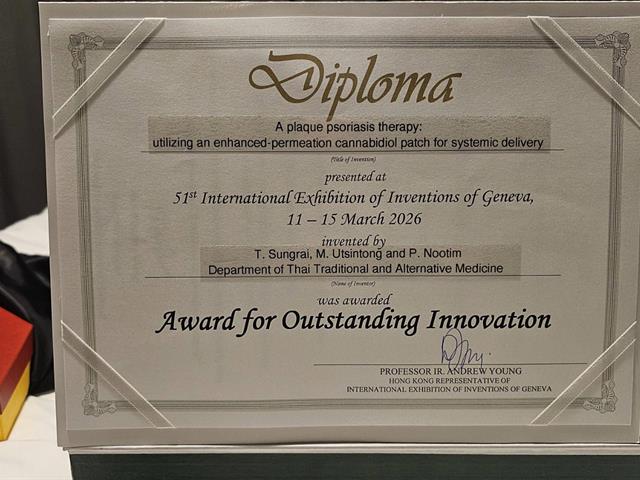 Diploma
A plaque psoriasis therapy:
utilizing an enhanced-permeation cannabidiol patch for systemic delivery
(Title of Invention)
presented at
51st International Exhibition of Inventions of Geneva,
11 – 15 March 2026
invented by
T. Sungrai, M. Utsintong and P. Nootim
Department of Thai Traditional and Alternative Medicine
(Name of Inventor)
was awarded
Award for Outstanding Innovation
PROFESSOR IR. ANDREW YOUNG
HONG KONG REPRESENTATIVE OF
INTERNATIONAL EXHIBITION OF INVENTIONS OF GENEVA